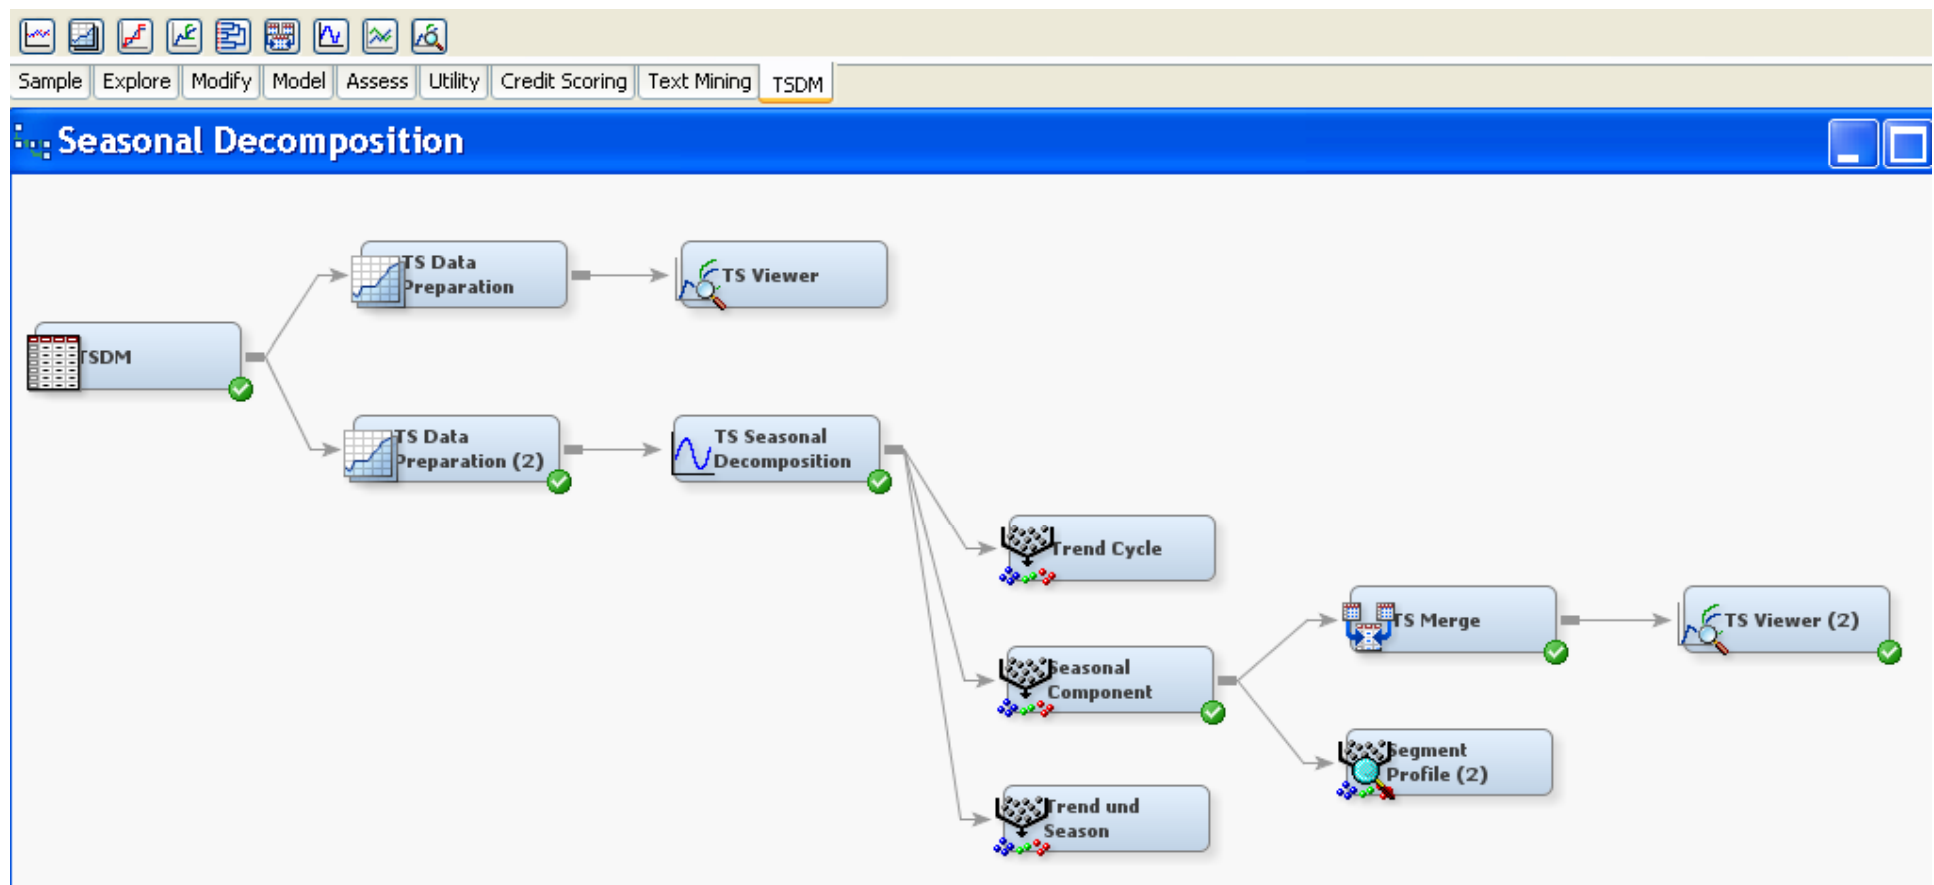 Sample Explore Modify Model Assess Utility Credit Scoring Text Mining TSDM
Seasonal Decomposition
TS Data
Preparation
TS Viewer
TSDM
TS Data
Preparation (2)
TS Seasonal
Decomposition
Trend Cycle
Seasonal
Component
Trend und
Season
TS Merge
TS Viewer (2)
Segment
Profile (2)